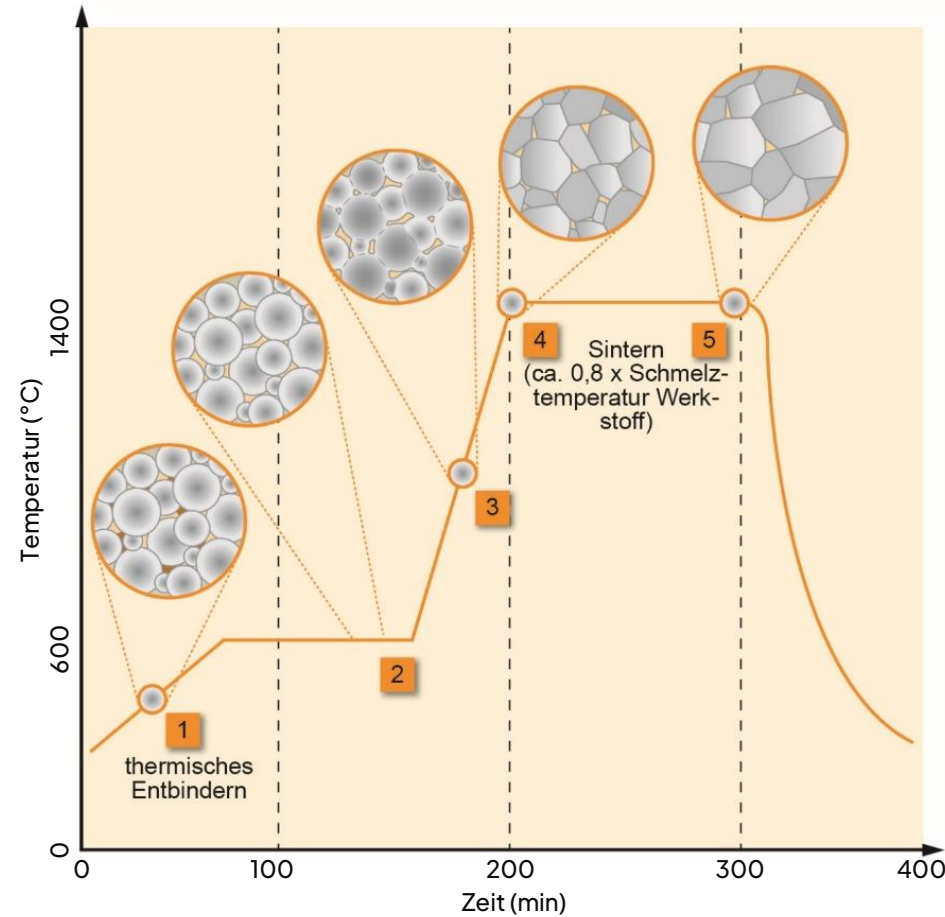 Temperatur (°C)
1400
600
0
1
thermisches
Entbindern
2
3
4
5
Sintern
(ca. 0,8 x Schmelz-
temperatur Werk-
stoff)
0
100
200
300
400
Zeit (min)